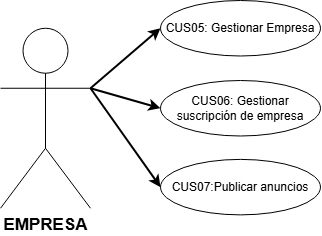 CUS05: Gestionar Empresa
CUS06: Gestionar
suscripción de empresa
CUS07:Publicar anuncios
EMPRESA